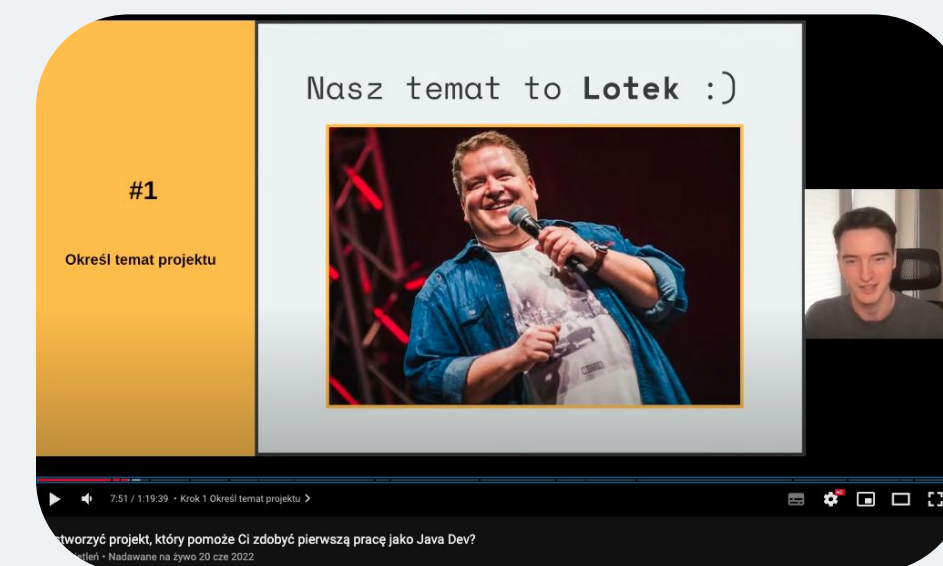 Nasz temat to Lotek :)
#1
Określ temat projektu
7:51 / 1:19:39 • Krok 1 Określ temat projektu >
stworzyć projekt, który pomoże Ci zdobyć pierwszą pracę jako Java Dev?
• Nadawane na żywo 20 cze 2022